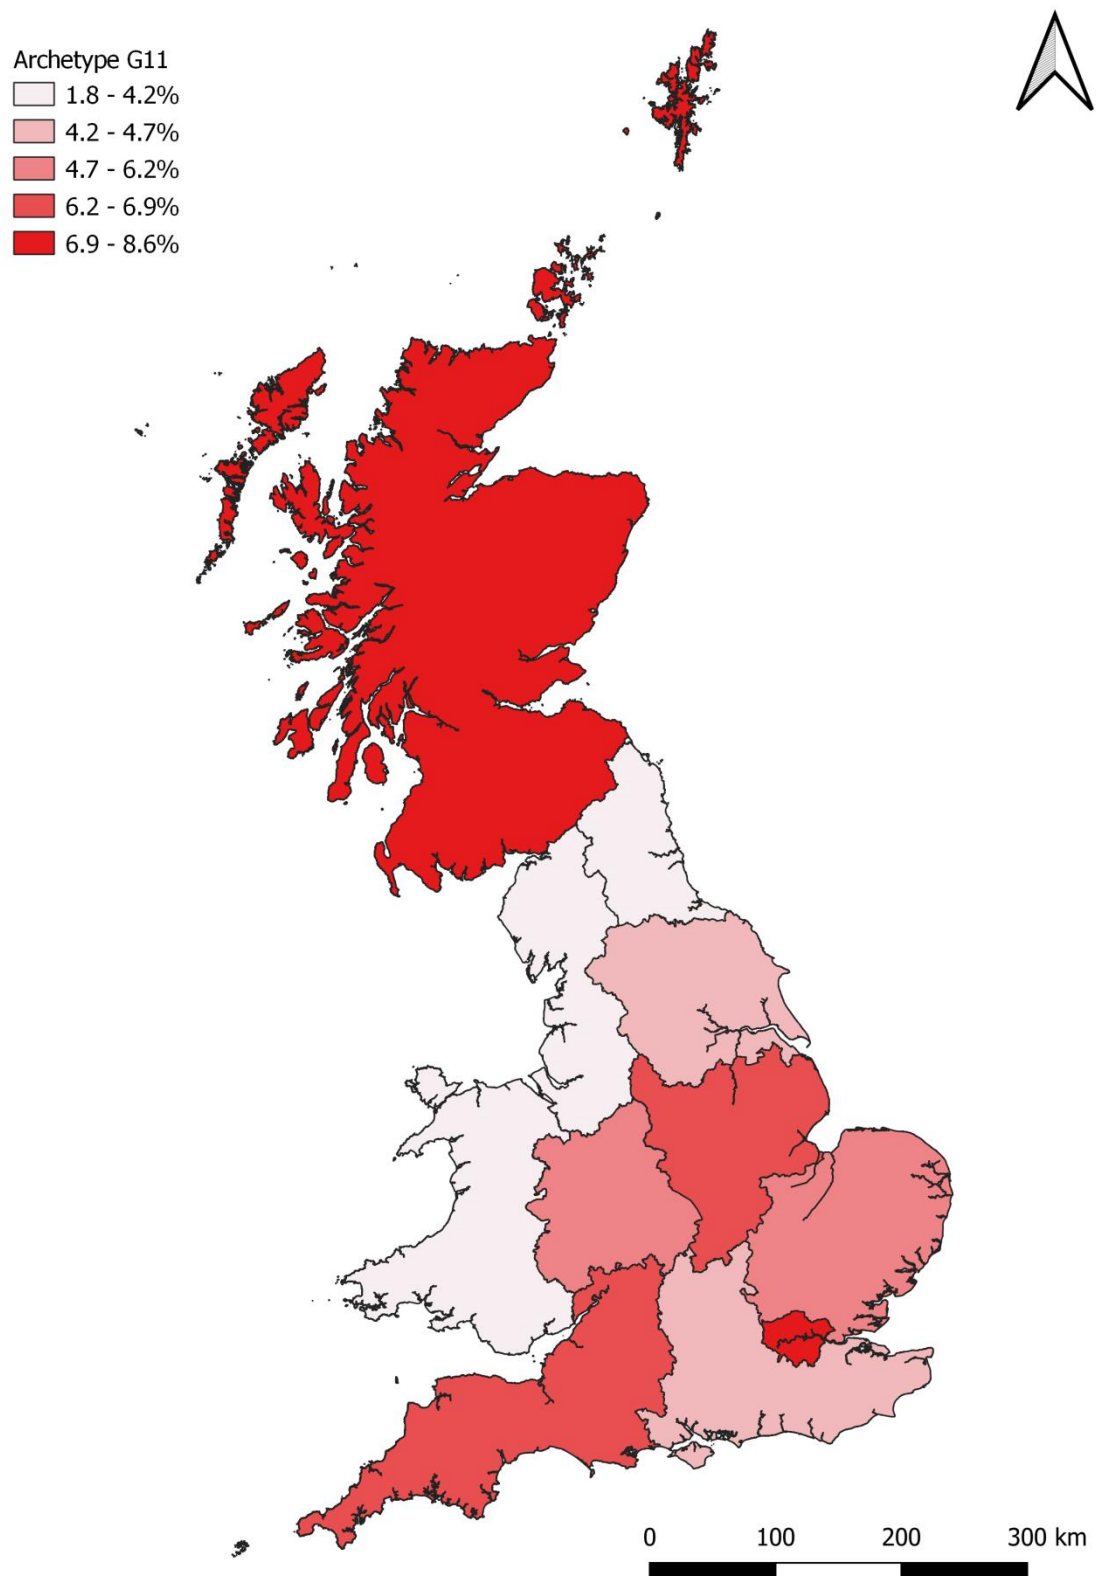 Archetype G11
1.8 - 4.2%
4.2 - 4.7%
4.7 - 6.2%
6.2 - 6.9%
6.9 - 8.6%
0 100 200 300 km